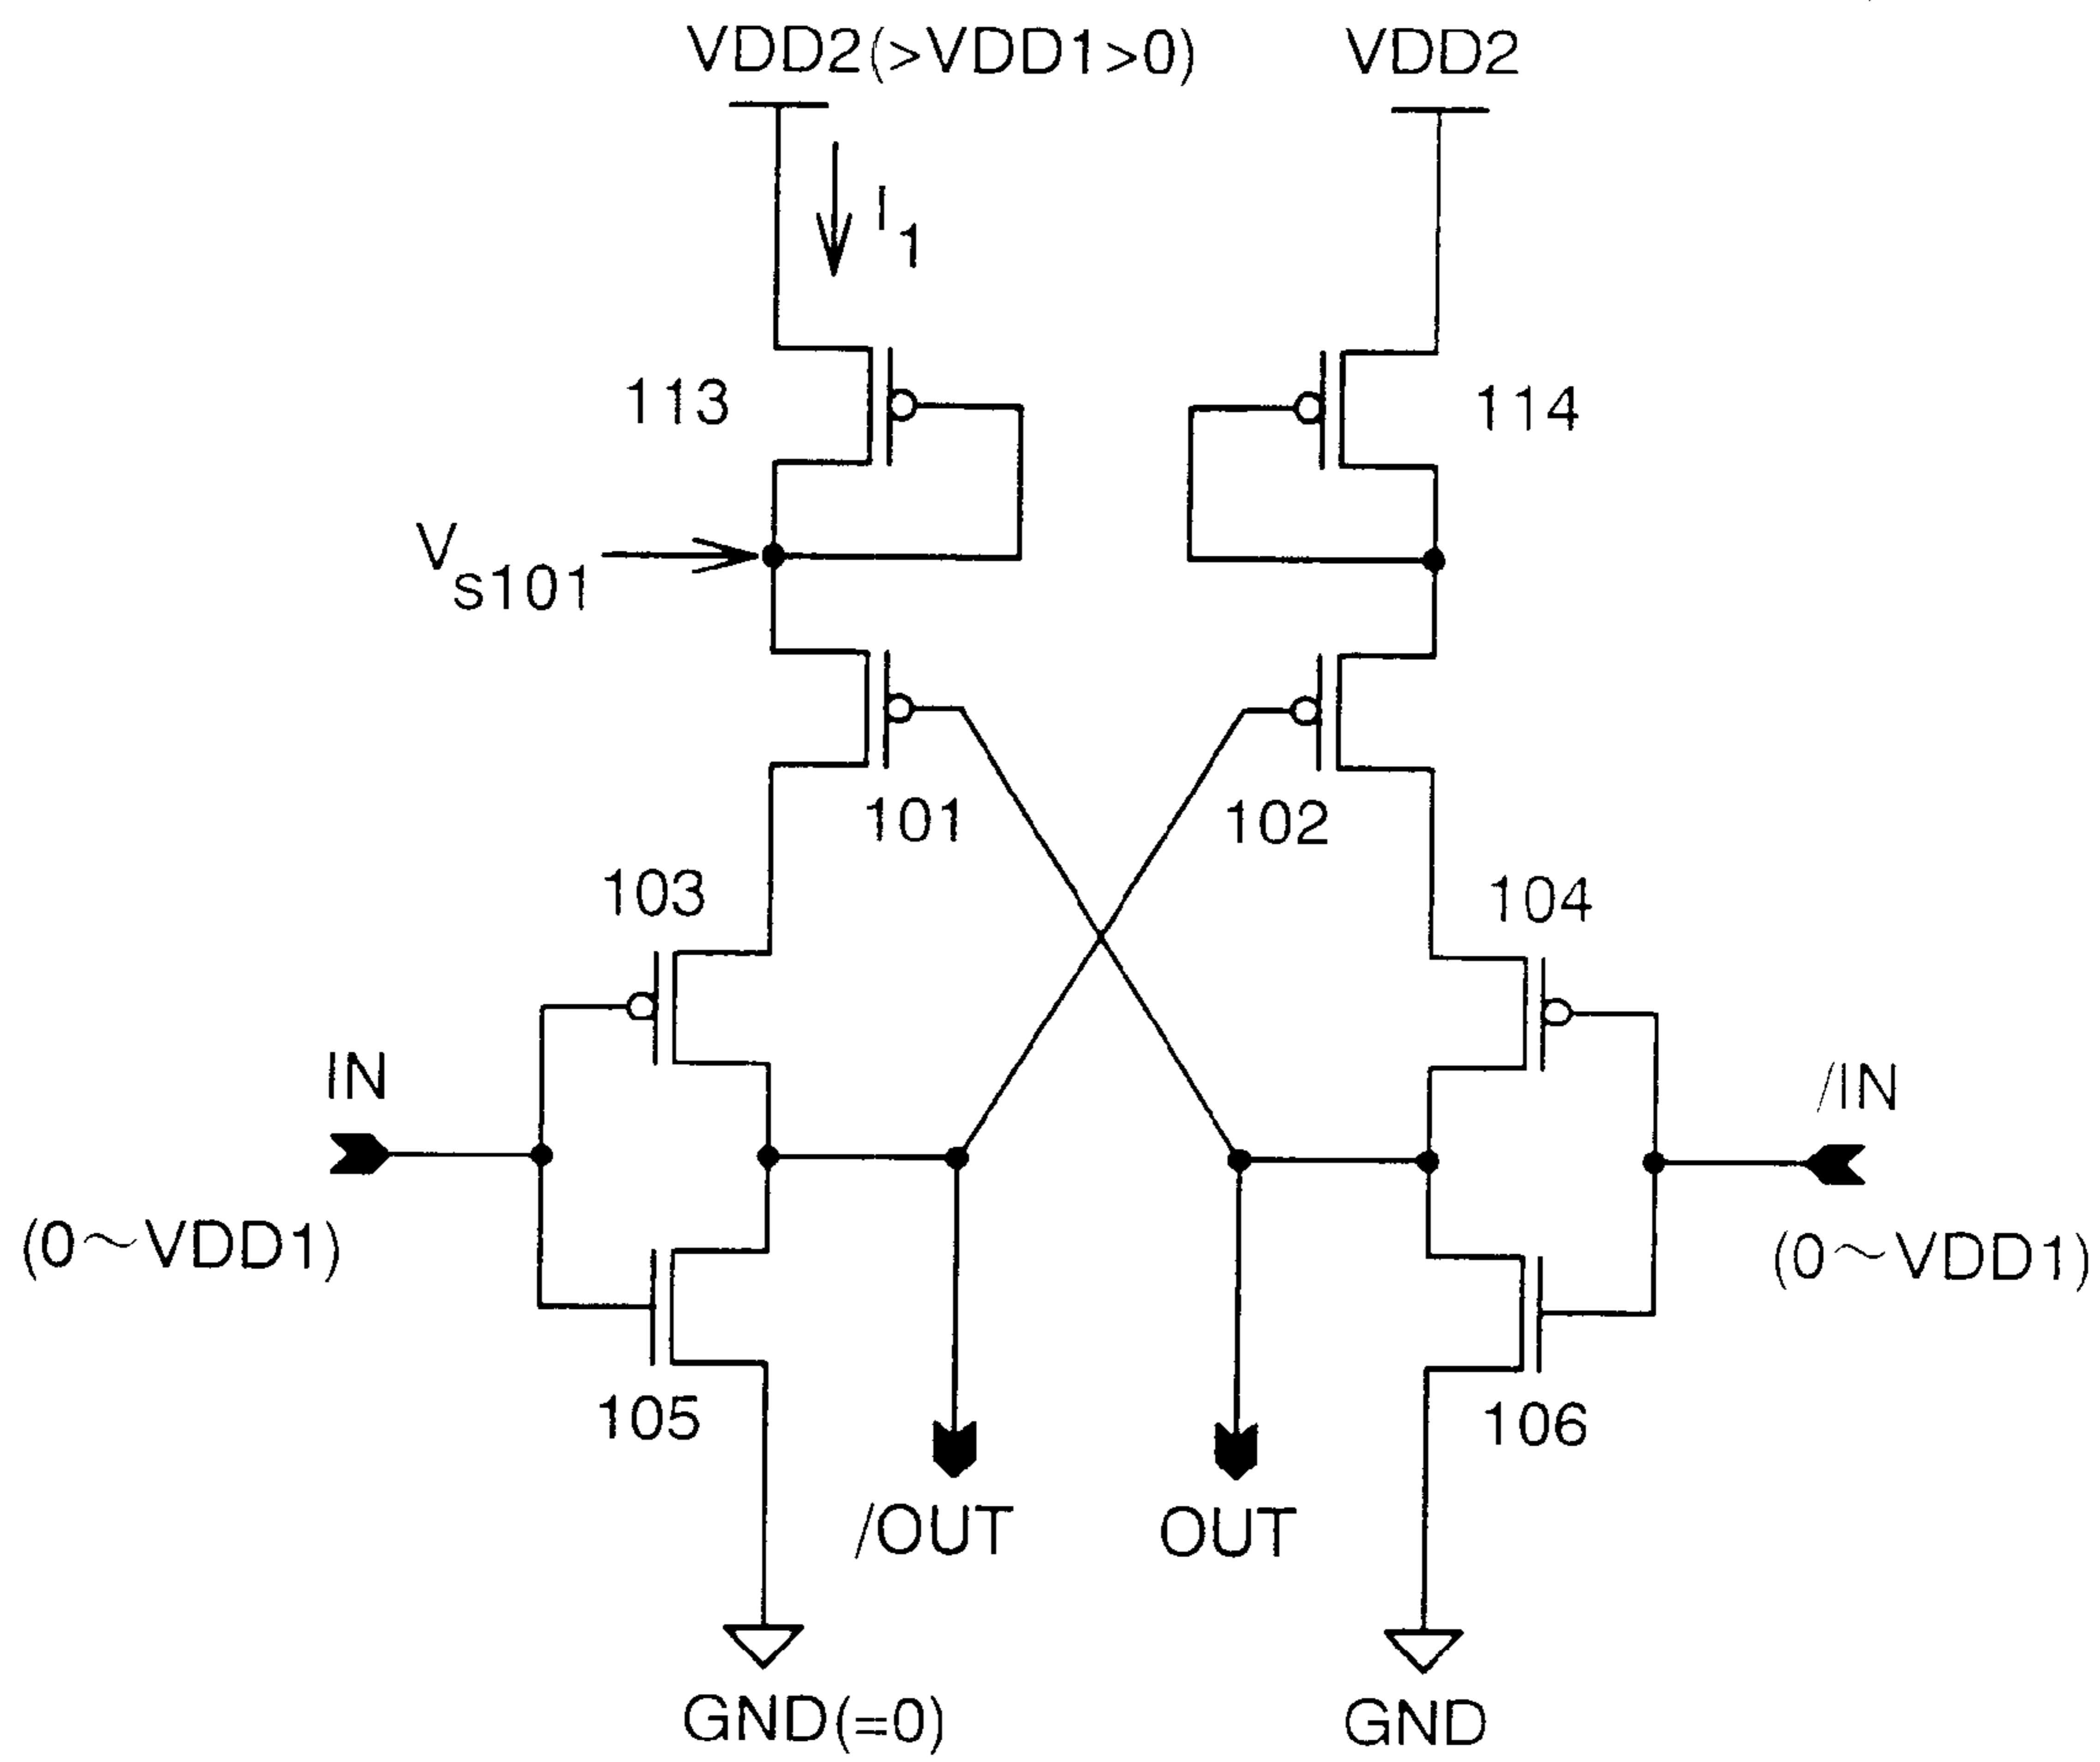 VDD2(>VDD1>0)
VDD2
I1
113
114
VS101
101
102
103
104
IN
/IN
(0~VDD1)
(0~VDD1)
105
106
/OUT
OUT
GND(=0)
GND